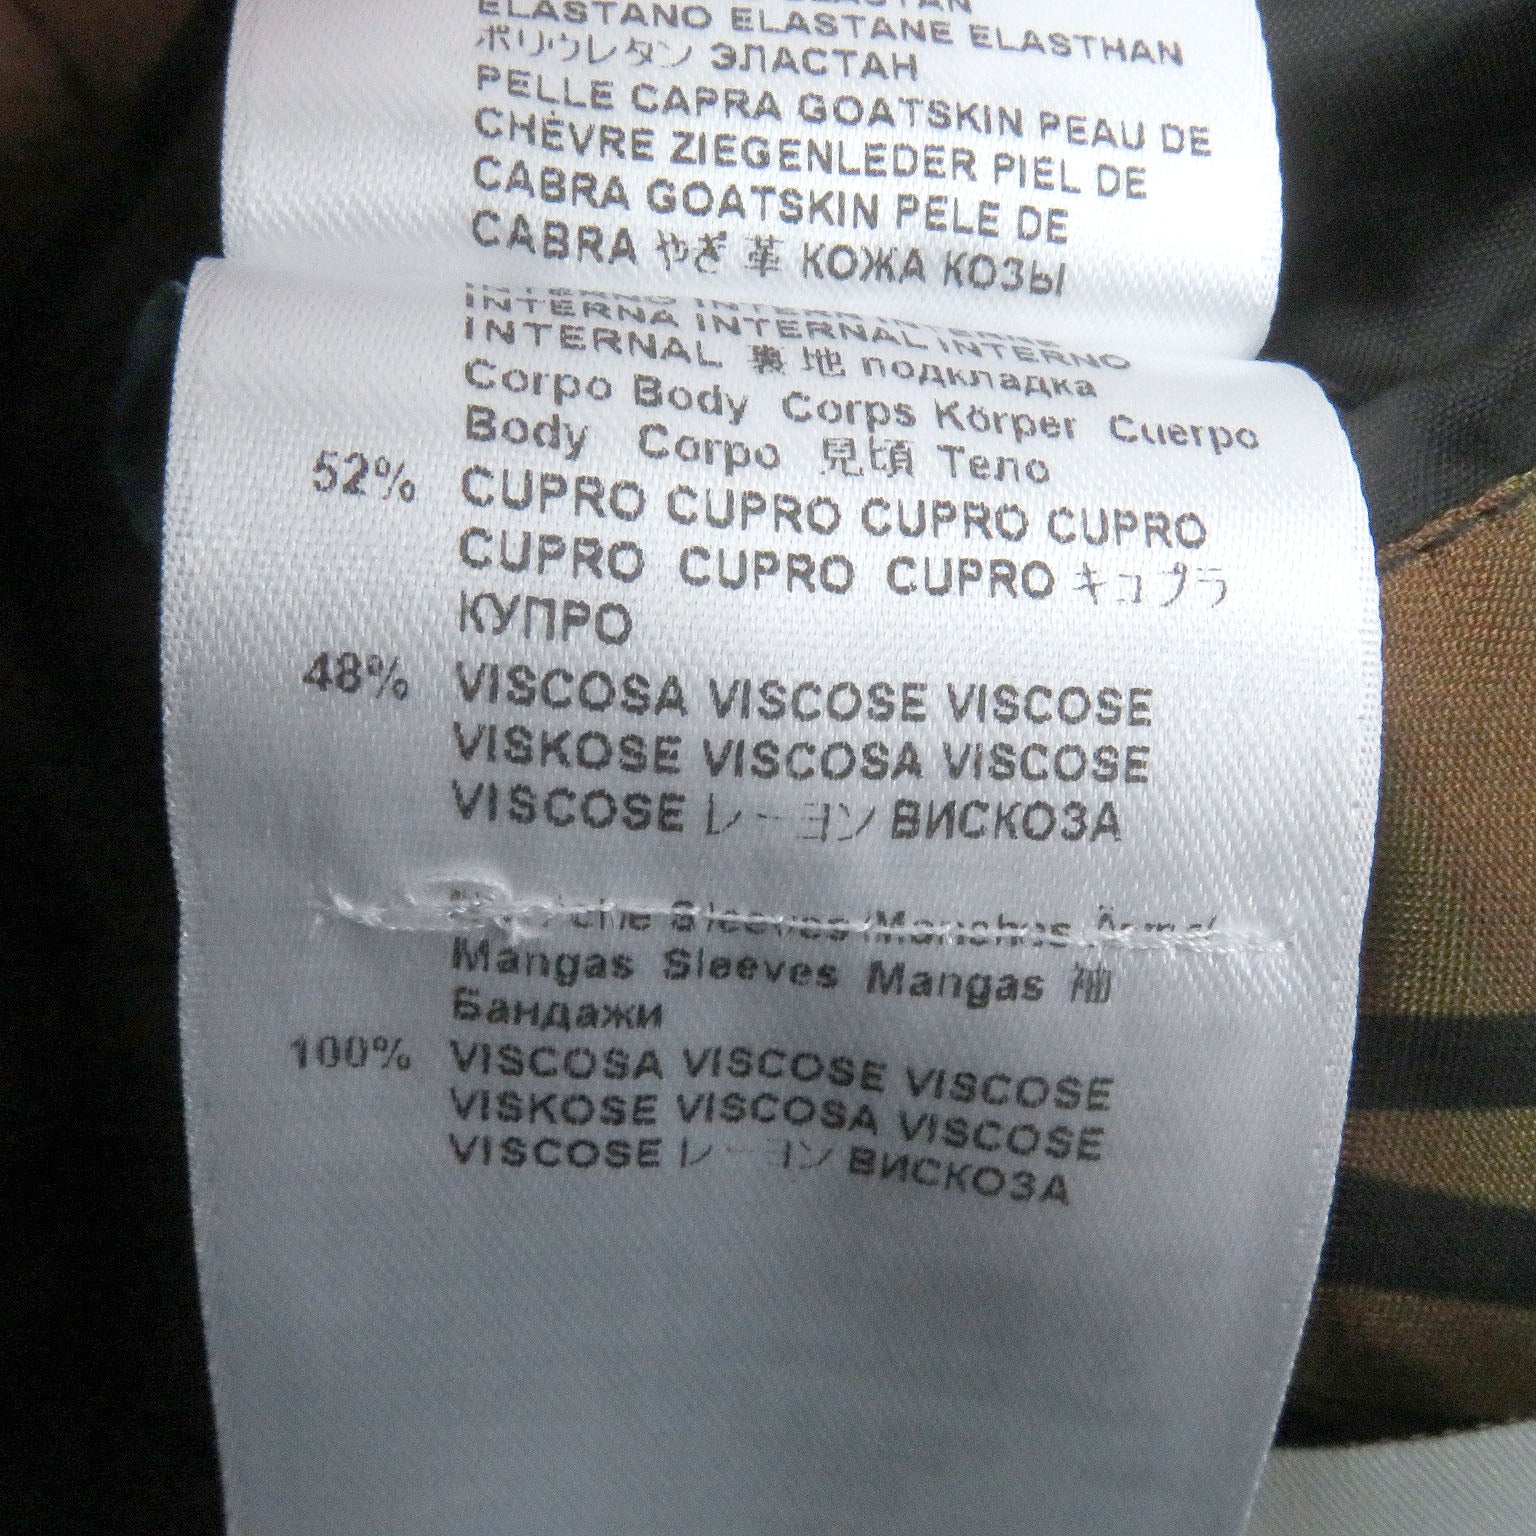 ELASTANO ELASTANE ELASTHAN
ポリウレタン ЭЛАСТАН
PELLE CAPRA GOATSKIN PEAU DE
CHÈVRE ZIEGENLEDER PIEL DE
CABRA GOATSKIN PELE DE
CABRA やぎ 革 КОЖА КОЗЫ
INTERNA INTERNAL INTERNO
INTERNAL 裏地 подкладка
Corpo Body Corps Körper Cuerpo
Body Corpo 見頃 Тело
52% CUPRO CUPRO CUPRO CUPRO
CUPRO CUPRO CUPRO キュプラ
КУПРО
48% VISCOSA VISCOSE VISCOSE
VISKOSE VISCOSA VISCOSE
VISCOSE レーヨン ВИСКОЗА
Sleeves/Manches
Mangas Sleeves Mangas 袖
Бандажи
100% VISCOSA VISCOSE VISCOSE
VISKOSE VISCOSA VISCOSE
VISCOSE レーヨン ВИСКОЗА